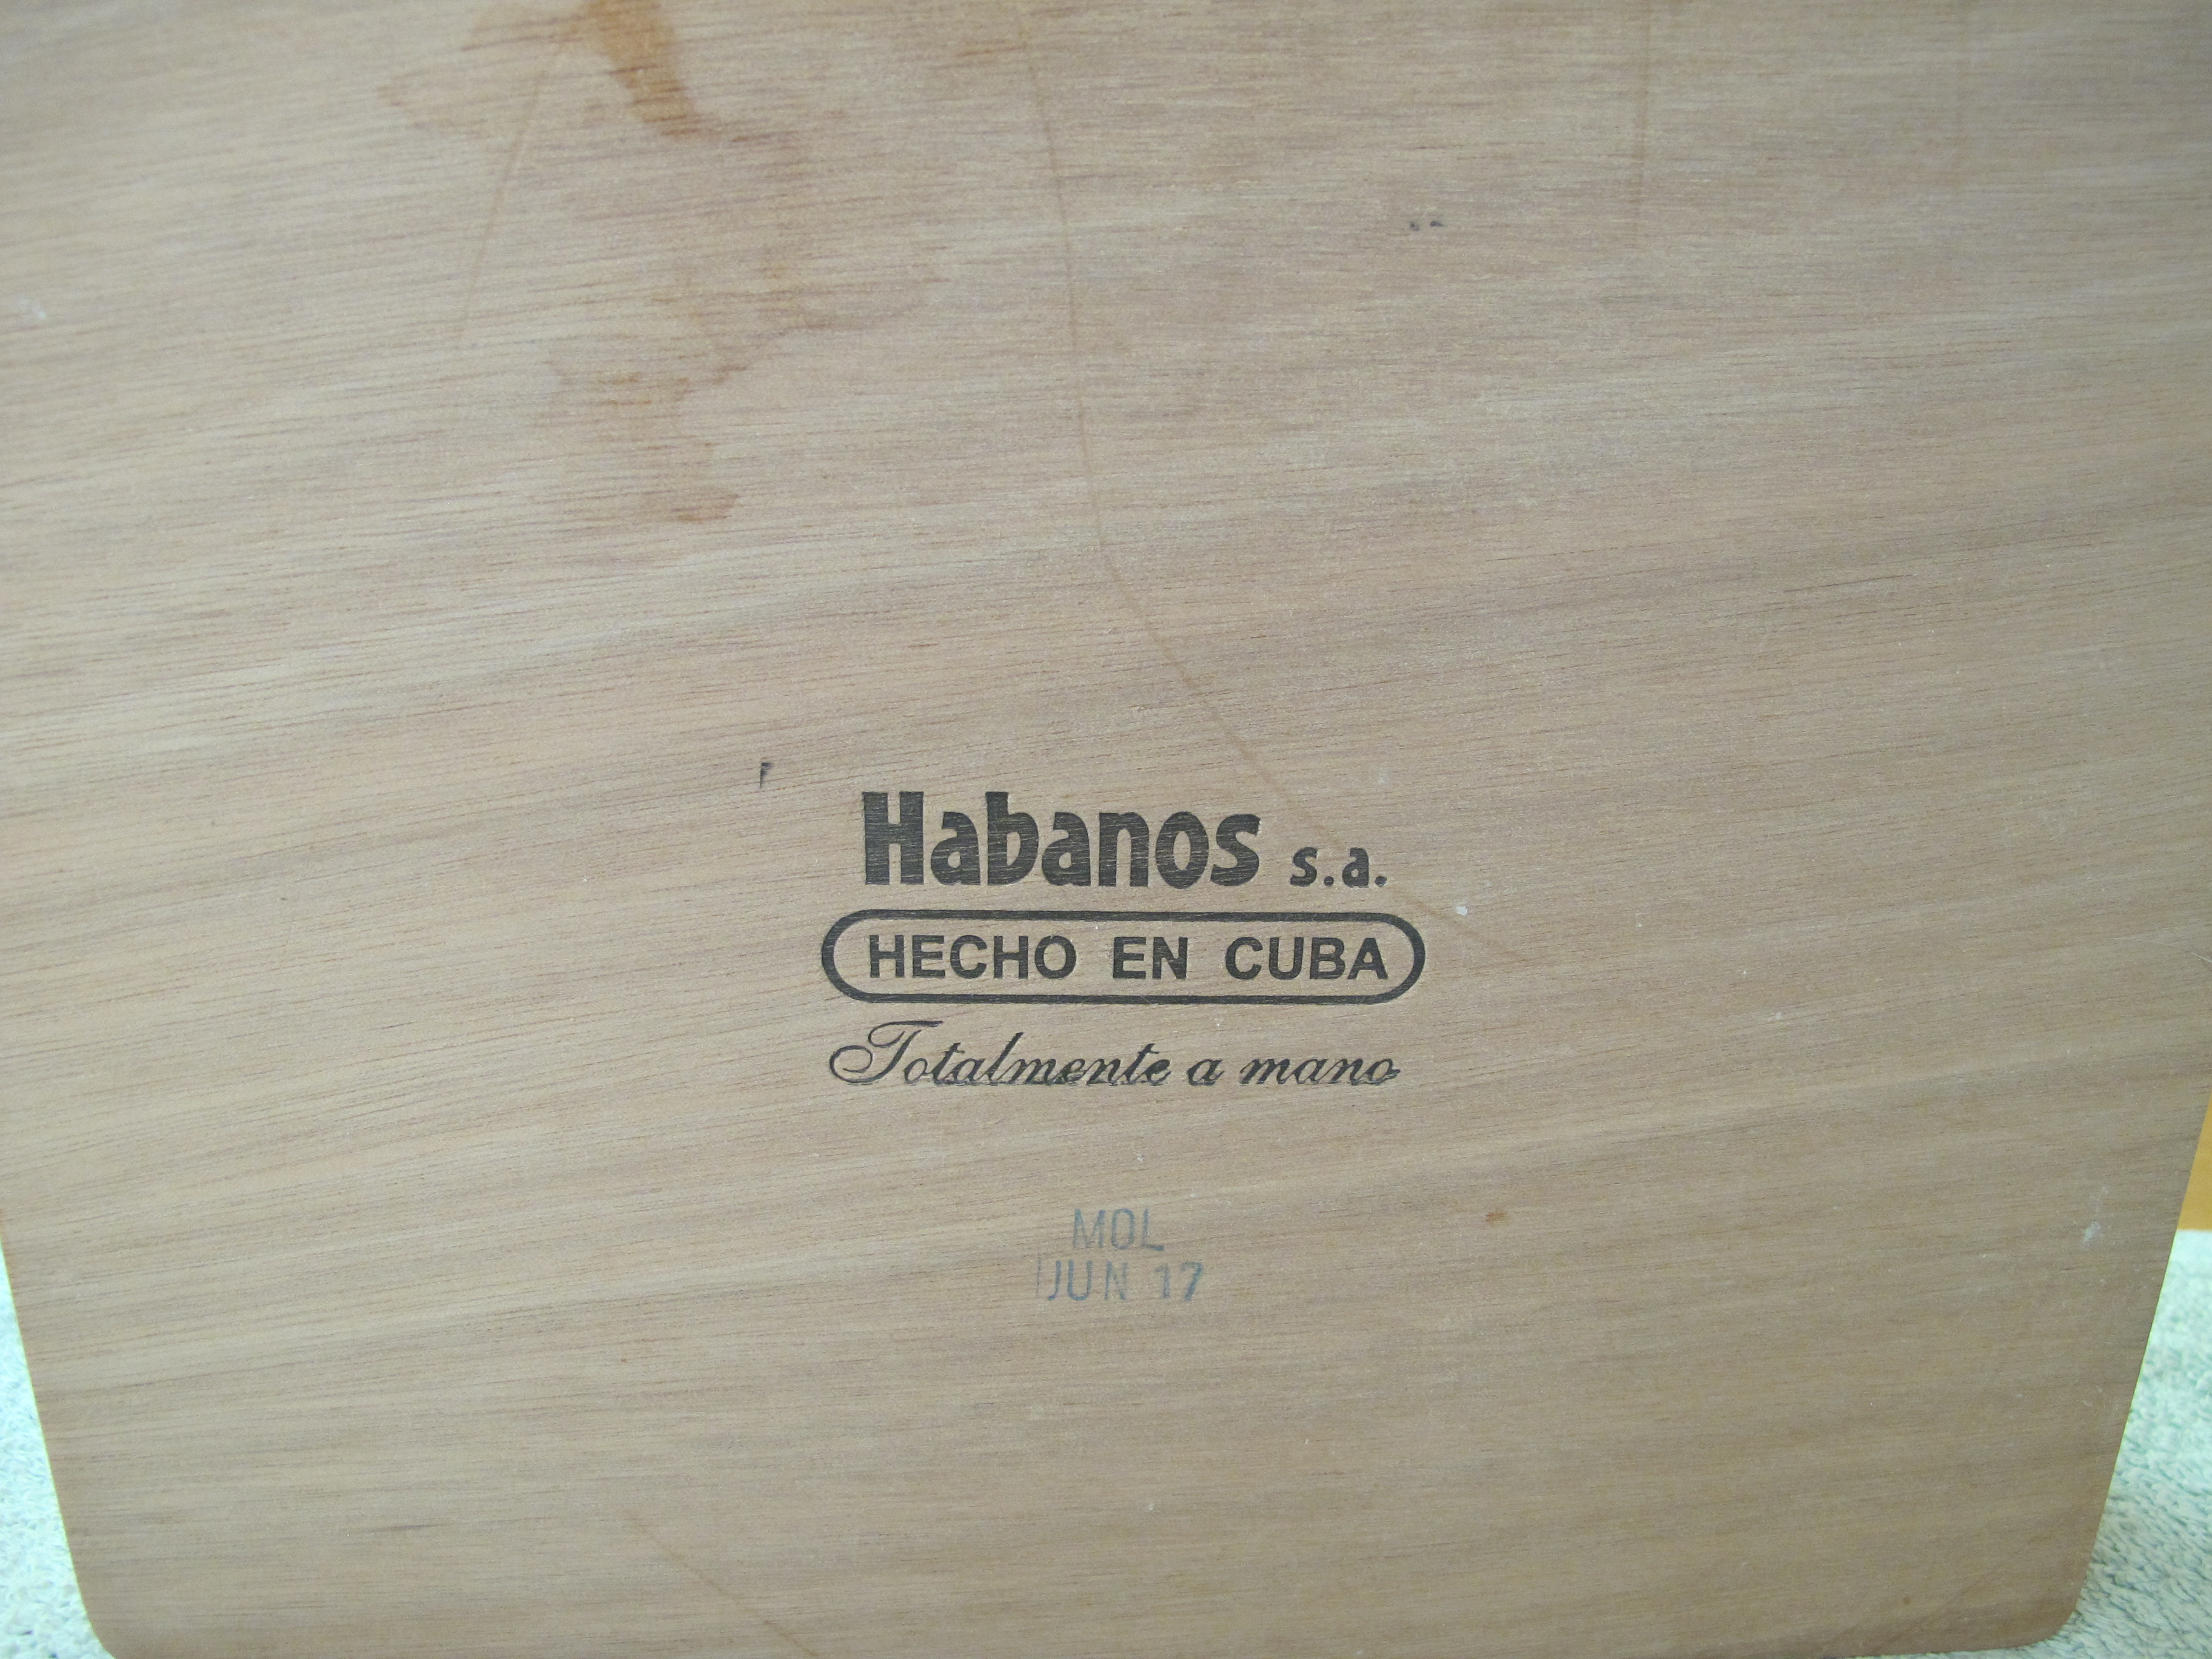 Habanos s.a.
HECHO EN CUBA
Totalmente a mano
MOL
JUN 17